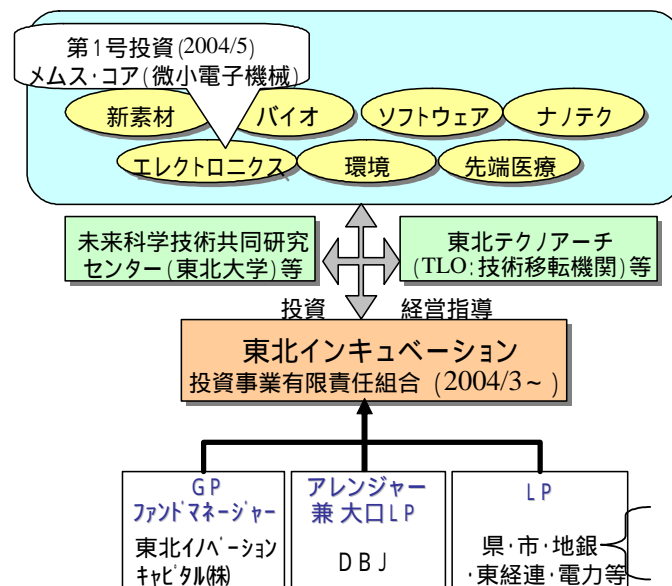 第1号投資(2004/5)
メムス･コア(微小電子機械)
新素材
バイオ
ソフトウェア
ナノテク
エレクトロニクス
環境
先端医療
未来科学技術共同研究
センター(東北大学)等
東北テクノアーチ
(TLO:技術移転機関)等
投資
経営指導
東北インキュベーション
投資事業有限責任組合 (2004/3~ )
GP
ファンドマネージャー
東北イノベーション
キャピタル(株)
アレンジャー
兼 大口LP
DBJ
LP
県･市･地銀
･東経連･電力等